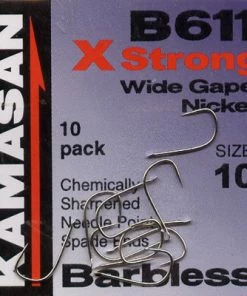 KAMASAN
B611
X Strong
Wide Gape
Nickel
10
pack
SIZE
10
Chemically
Sharpened
Needle Point
Spade Ends
Barbless